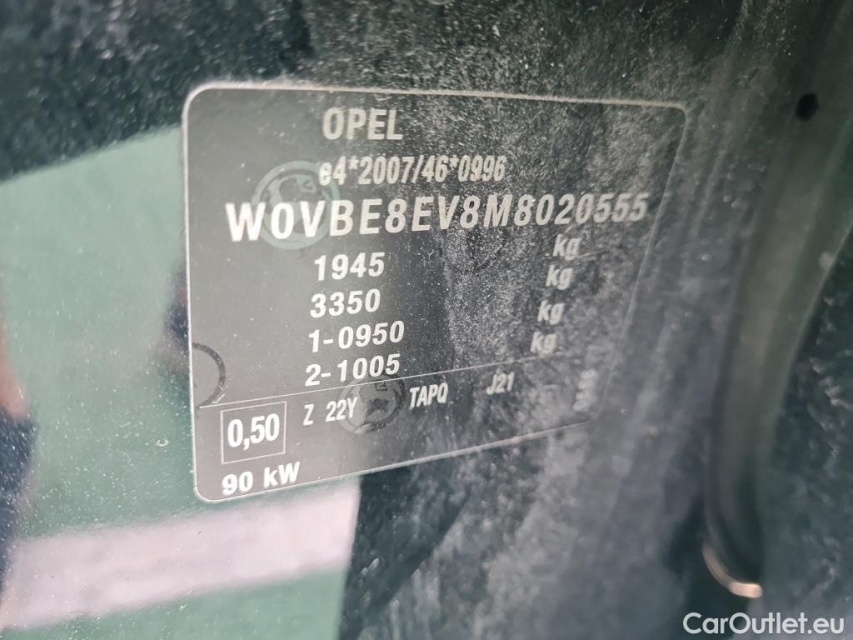 OPEL
e4*2007/46*0996
W0VBE8EV8M8020555
1945 kg
3350 kg
1-0950 kg
2-1005 kg
0,50 Z 22Y TAPQ J21
90 kW
CarOutlet.eu